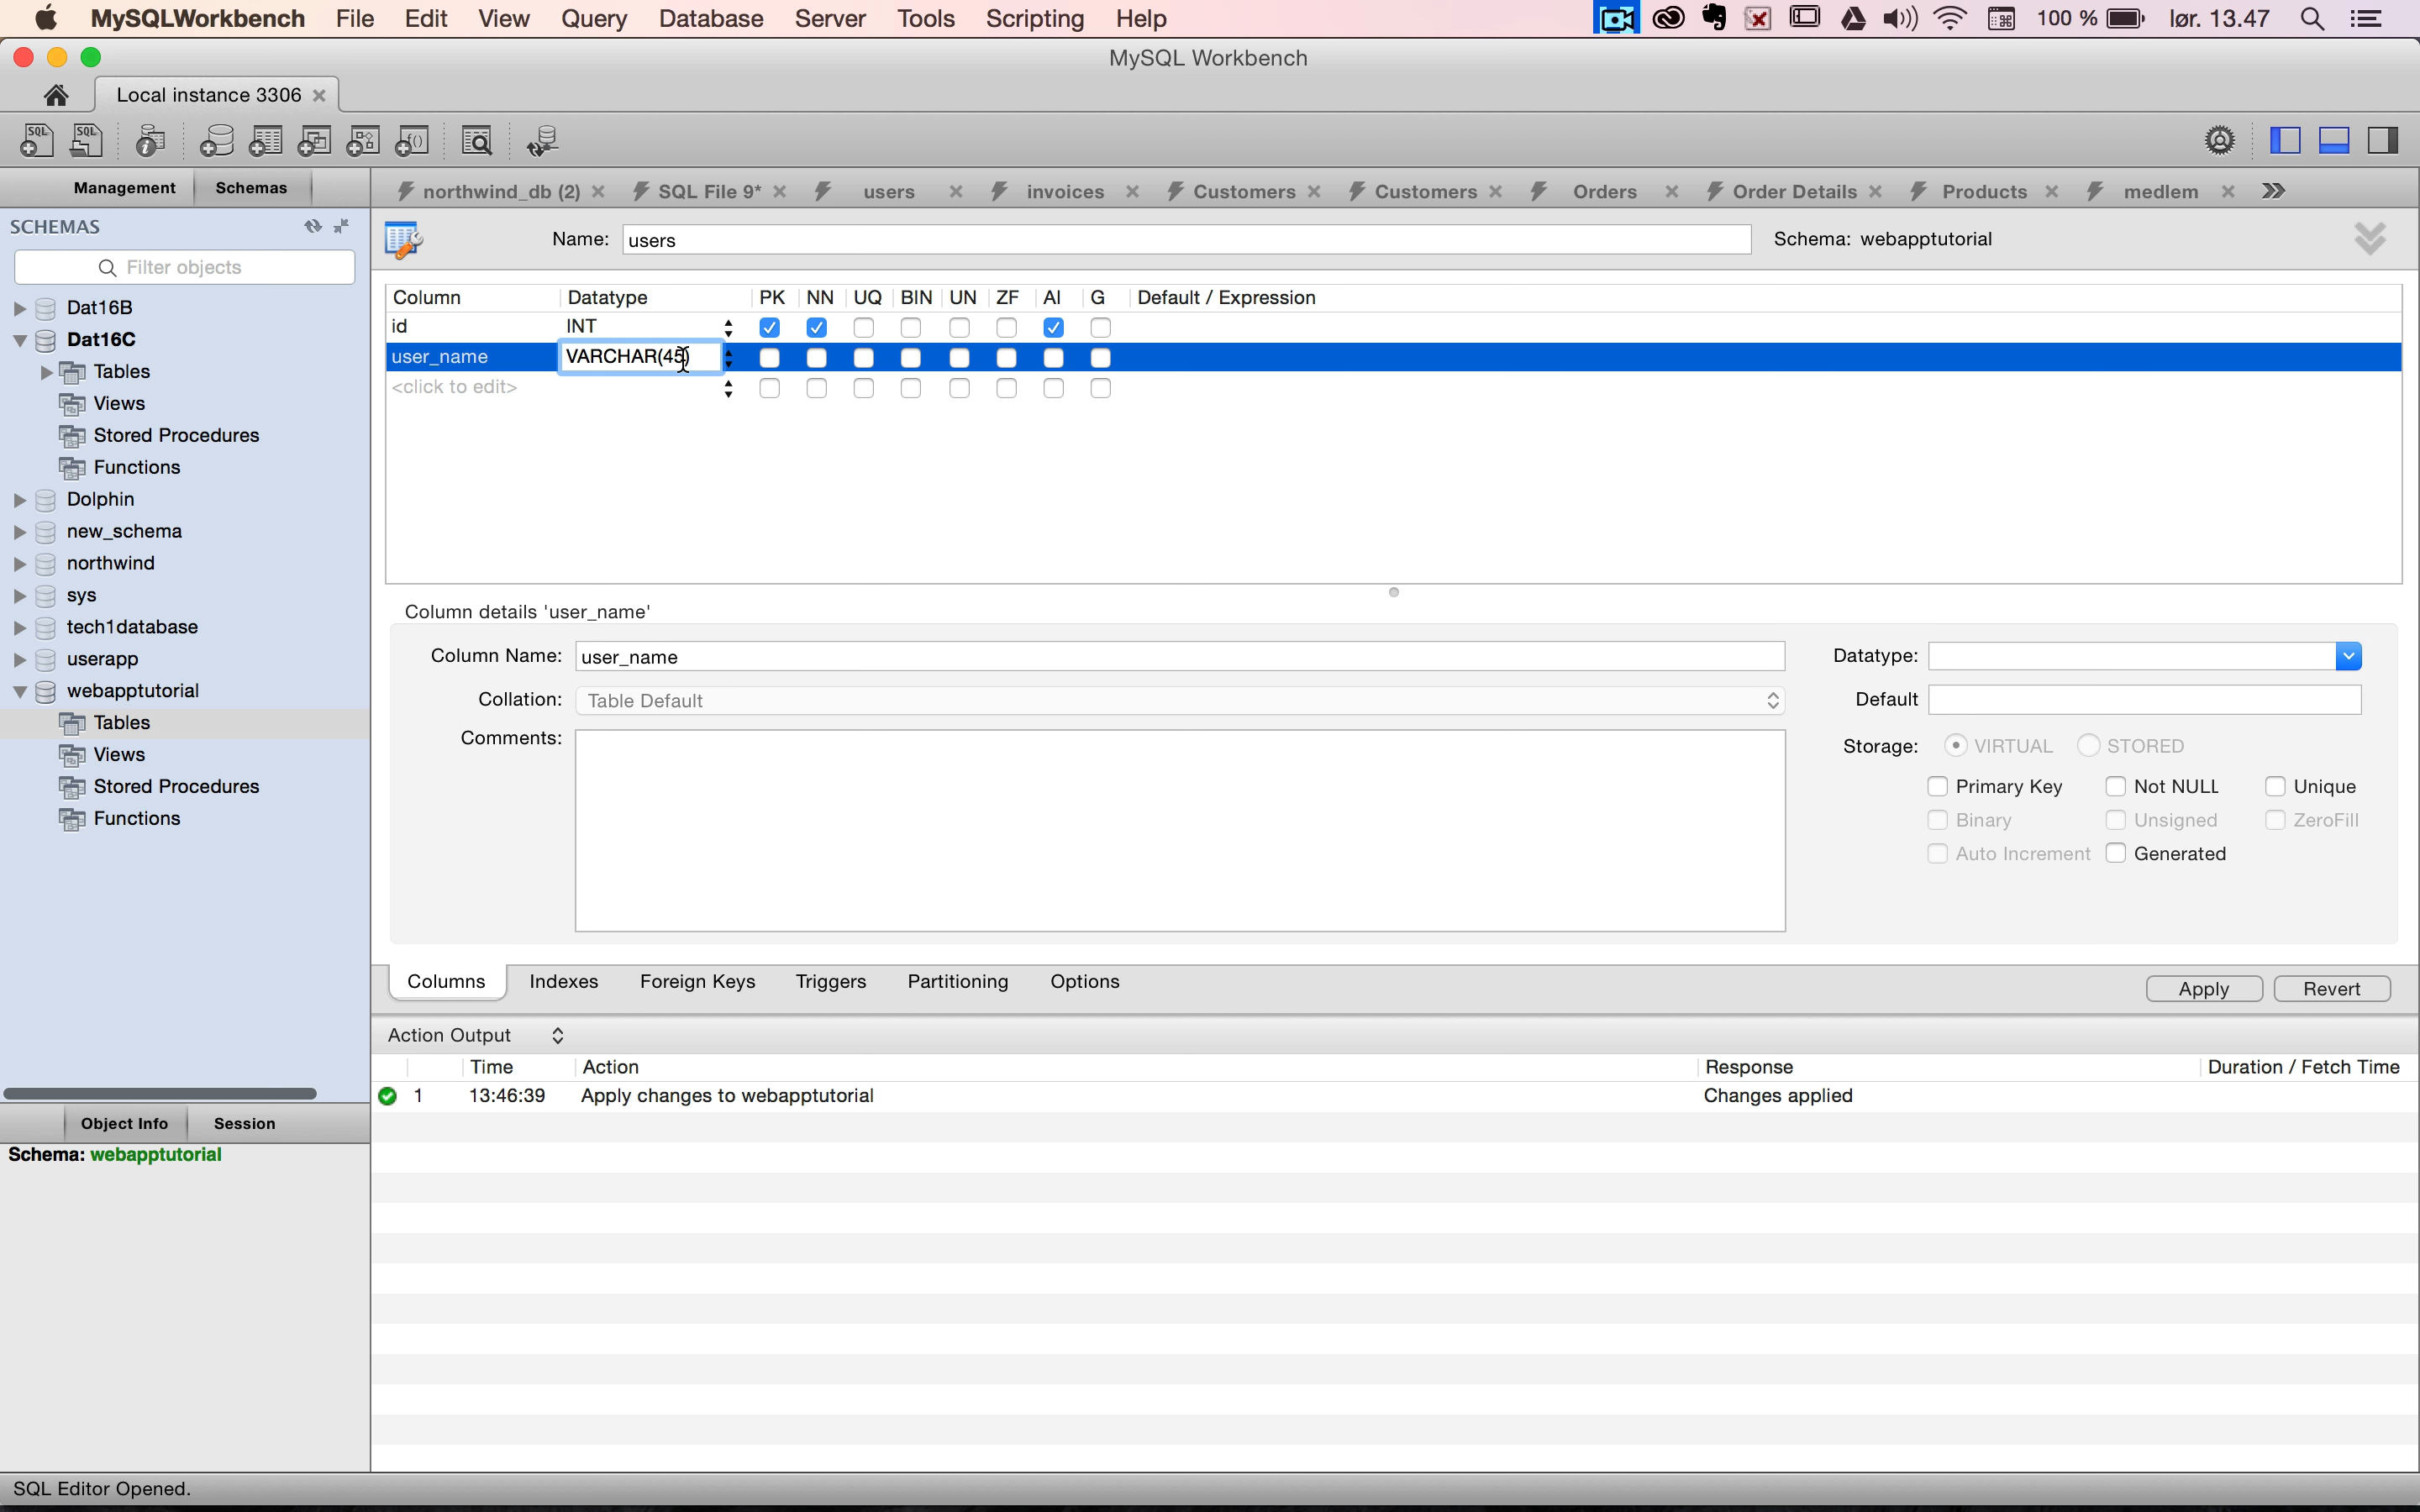 MySQLWorkbench File Edit View Query Database Server Tools Scripting Help 100 % lør. 13.47
MySQL Workbench
Local instance 3306
Management Schemas
northwind_db (2) SQL File 9* users invoices Customers Customers Orders Order Details Products medlem
SCHEMAS
Filter objects
Dat16B
Dat16C
Tables
Views
Stored Procedures
Functions
Dolphin
new_schema
northwind
sys
tech1database
userapp
webapptutorial
Tables
Views
Stored Procedures
Functions
Object Info Session
Schema: webapptutorial
Name: users Schema: webapptutorial
Column Datatype PK NN UQ BIN UN ZF AI G Default / Expression
id INT
user_name VARCHAR(45)
<click to edit>
Column details 'user_name'
Column Name: user_name Datatype:
Collation: Table Default Default
Comments: Storage: VIRTUAL STORED
Primary Key Not NULL Unique
Binary Unsigned ZeroFill
Auto Increment Generated
Columns Indexes Foreign Keys Triggers Partitioning Options Apply Revert
Action Output
Time Action Response Duration / Fetch Time
1 13:46:39 Apply changes to webapptutorial Changes applied
SQL Editor Opened.